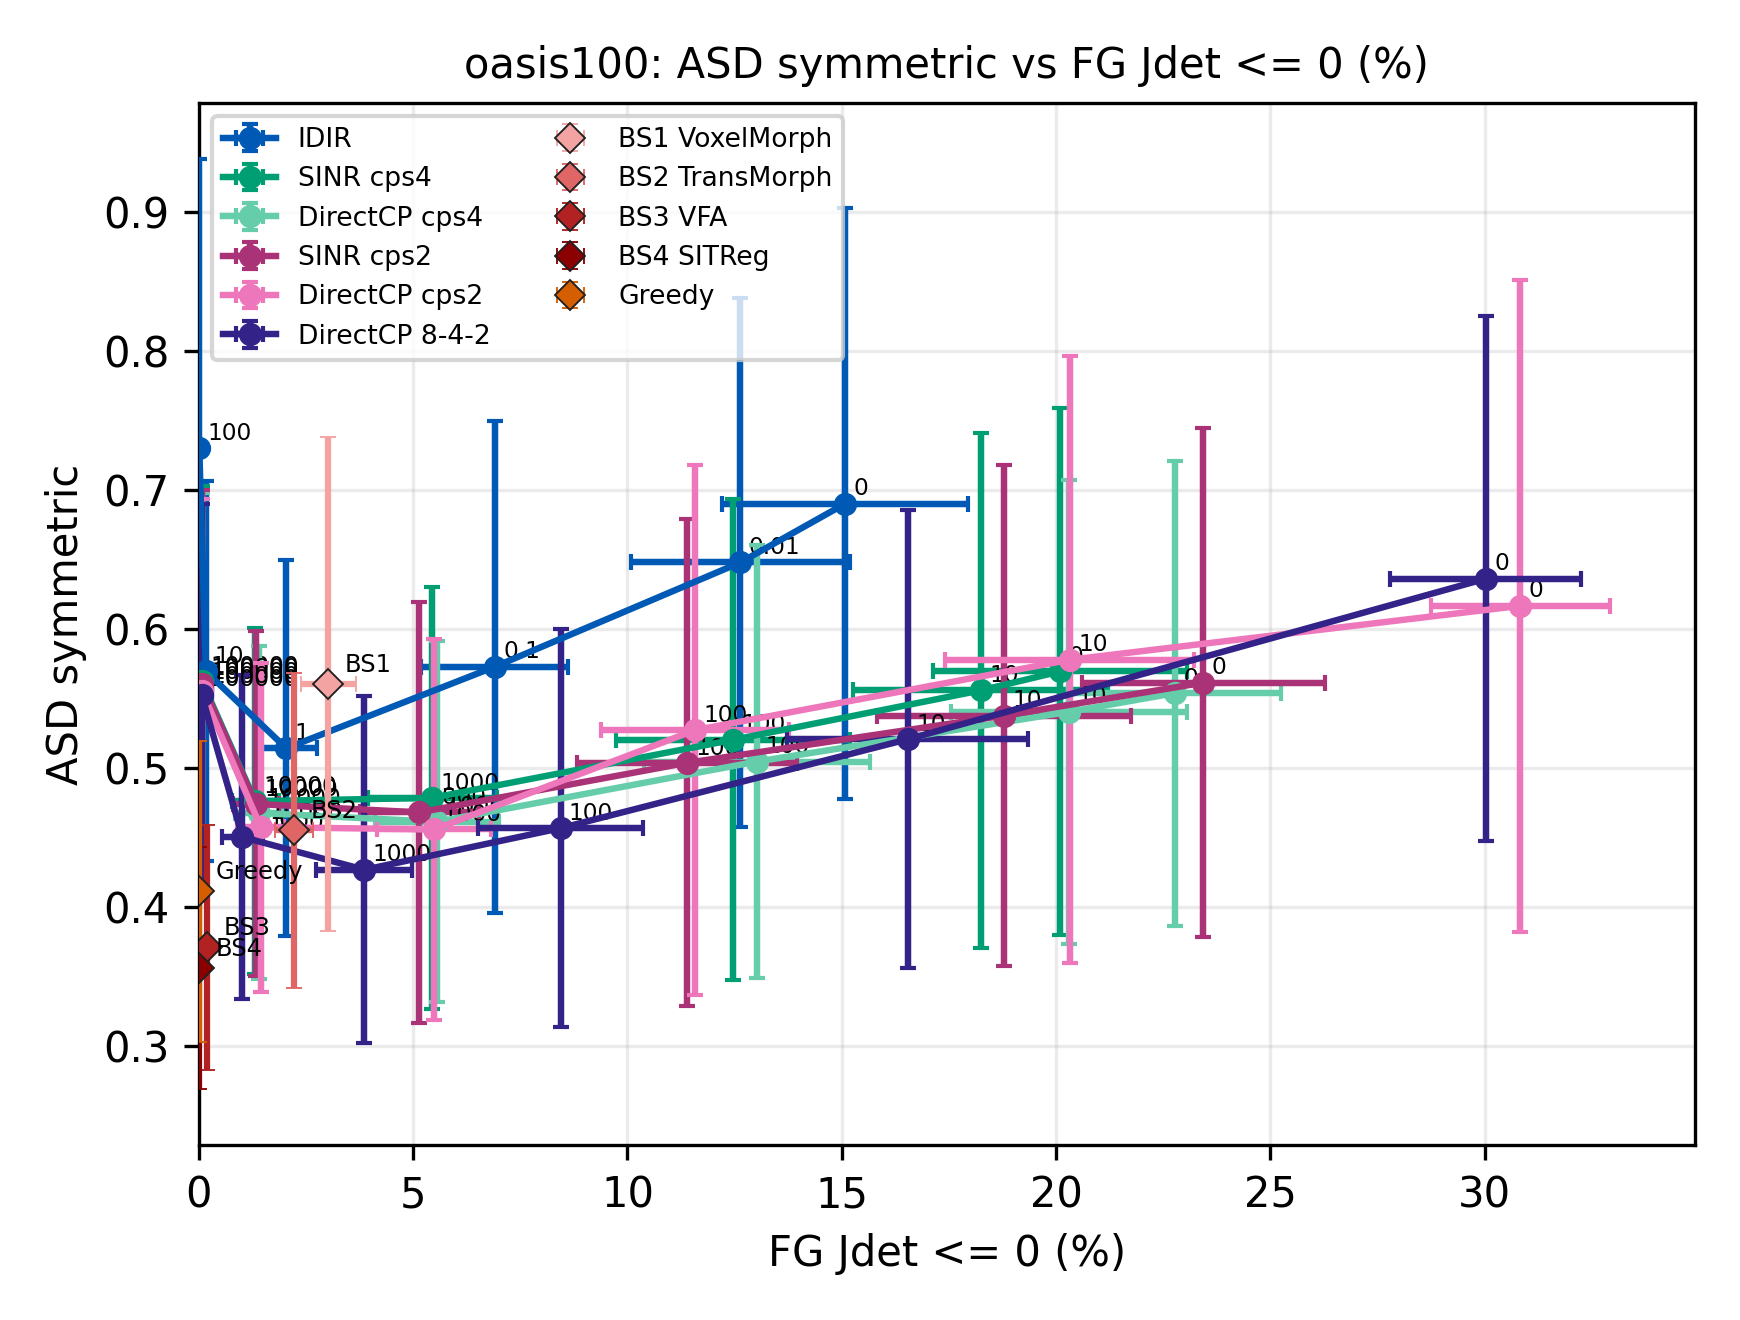 oasis100: ASD symmetric vs FG Jdet <= 0 (%)
IDIR
SINR cps4
DirectCP cps4
SINR cps2
DirectCP cps2
DirectCP 8-4-2
BS1 VoxelMorph
BS2 TransMorph
BS3 VFA
BS4 SITReg
Greedy
ASD symmetric
0.9
0.8
0.7
0.6
0.5
0.4
0.3
100
10
1
0.1
0.01
0
BS1
BS2
Greedy
BS3
BS4
10000
1000
1000
100
100
10
10
10
10
0
0
0
0 5 10 15 20 25 30
FG Jdet <= 0 (%)